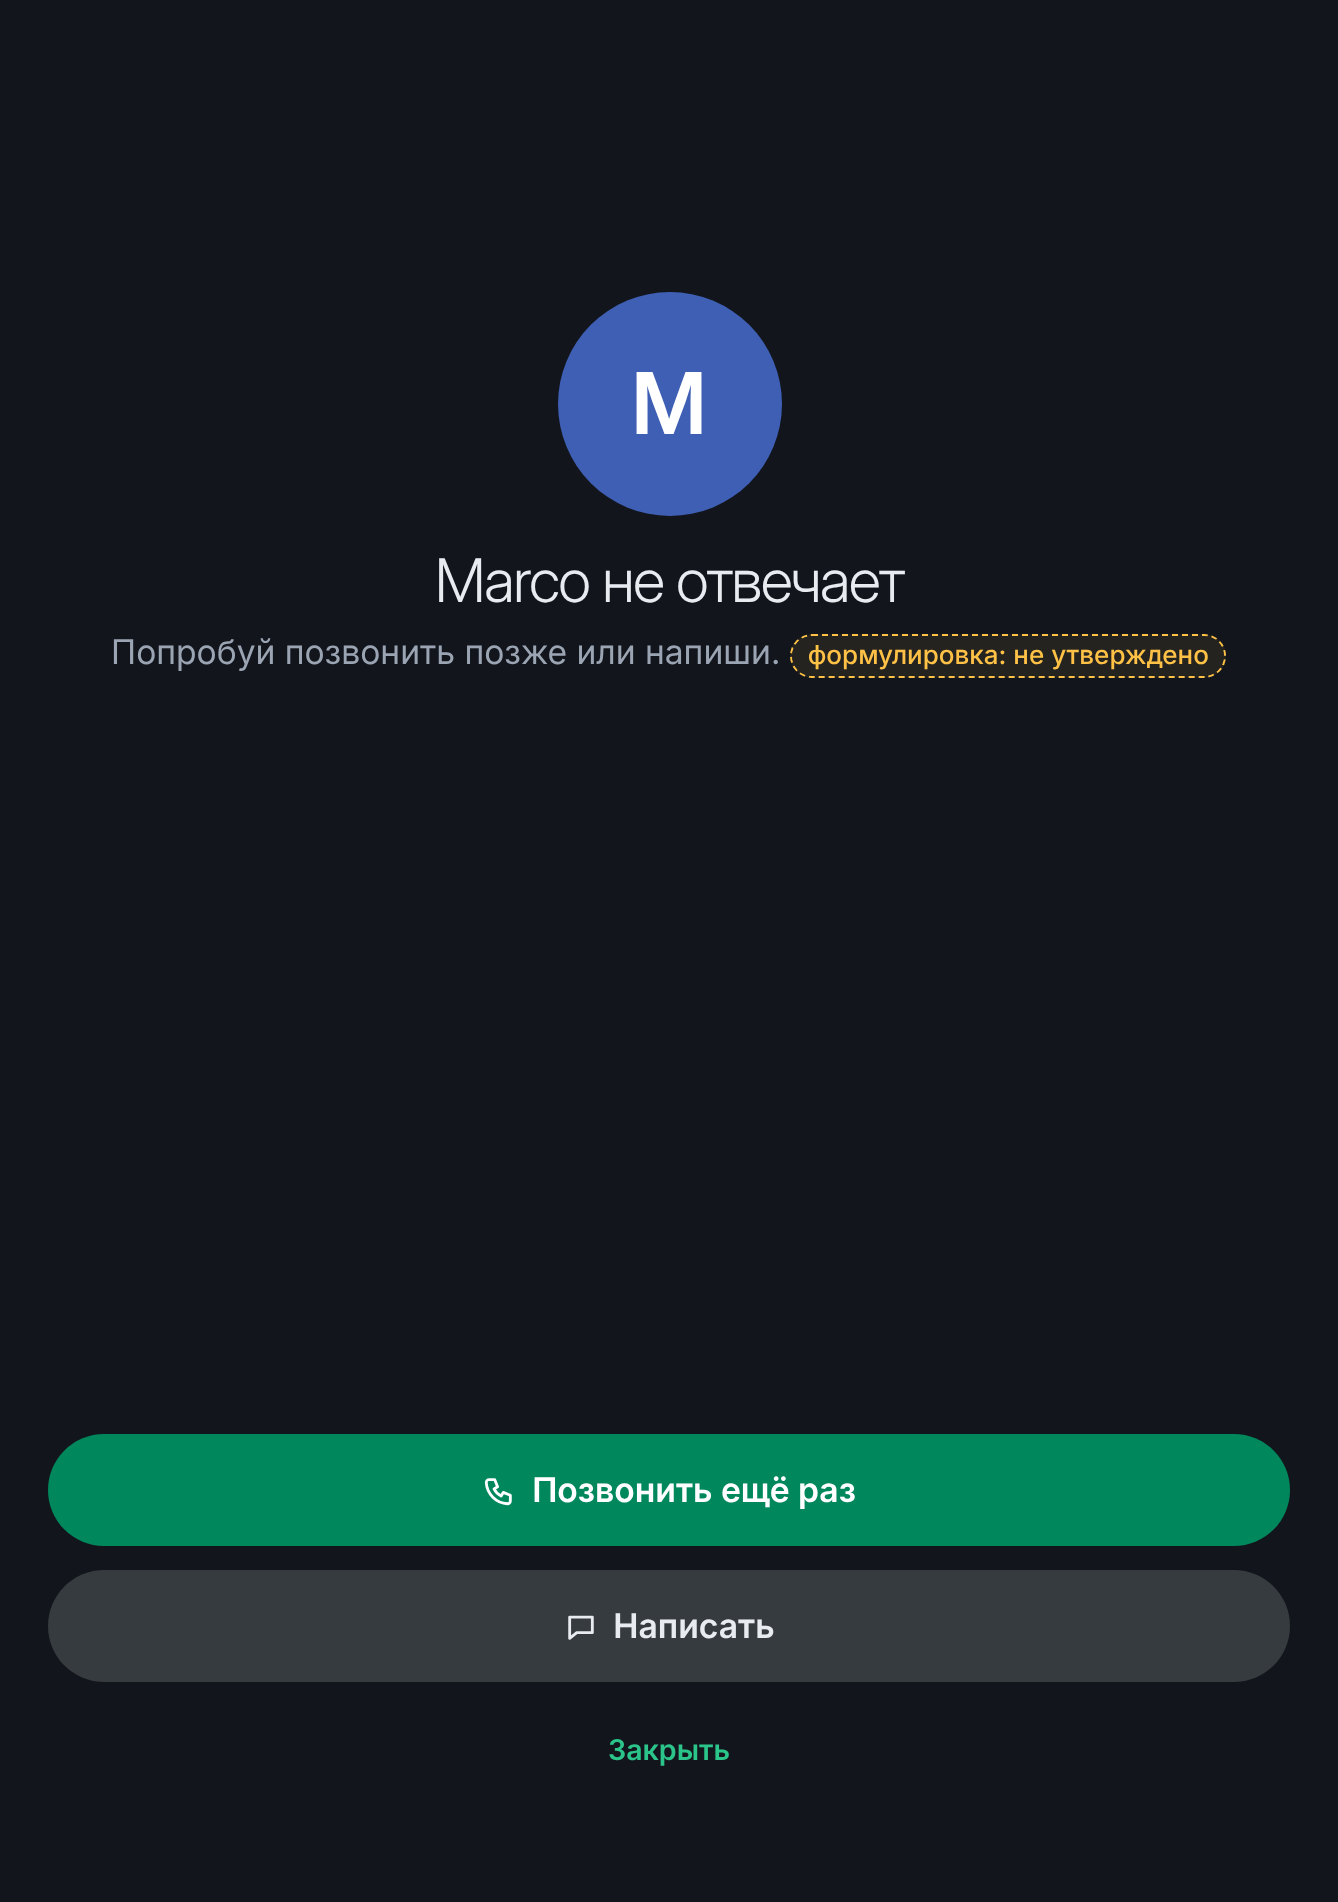 M
Marco не отвечает
Попробуй позвонить позже или напиши. формулировка: не утверждено
Позвонить ещё раз
Написать
Закрыть